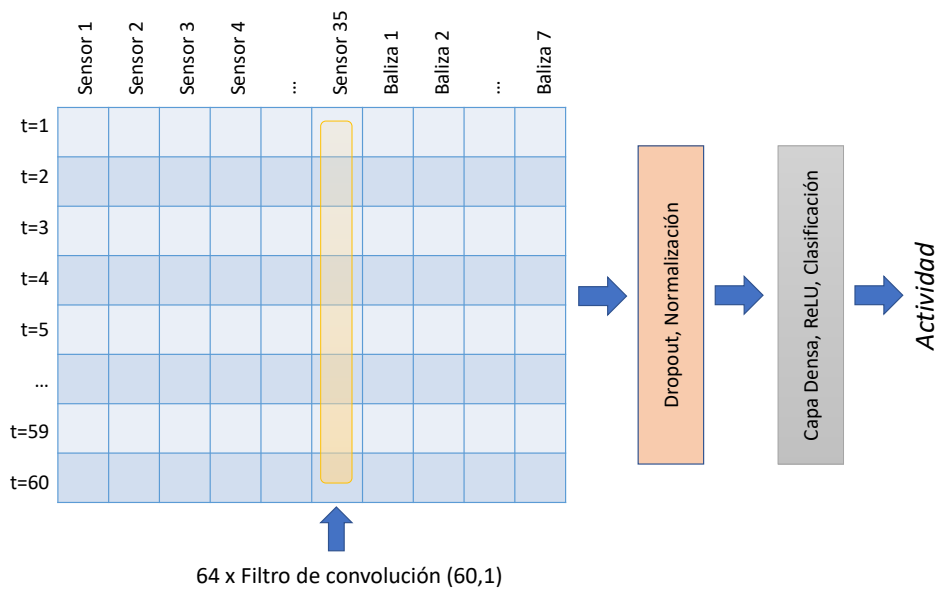 Sensor 1
Sensor 2
Sensor 3
Sensor 4
...
Sensor 35
Baliza 1
Baliza 2
...
Baliza 7
t=1
t=2
t=3
t=4
t=5
...
t=59
t=60
64 x Filtro de convolución (60,1)
Dropout, Normalización
Capa Densa, ReLU, Clasificación
Actividad